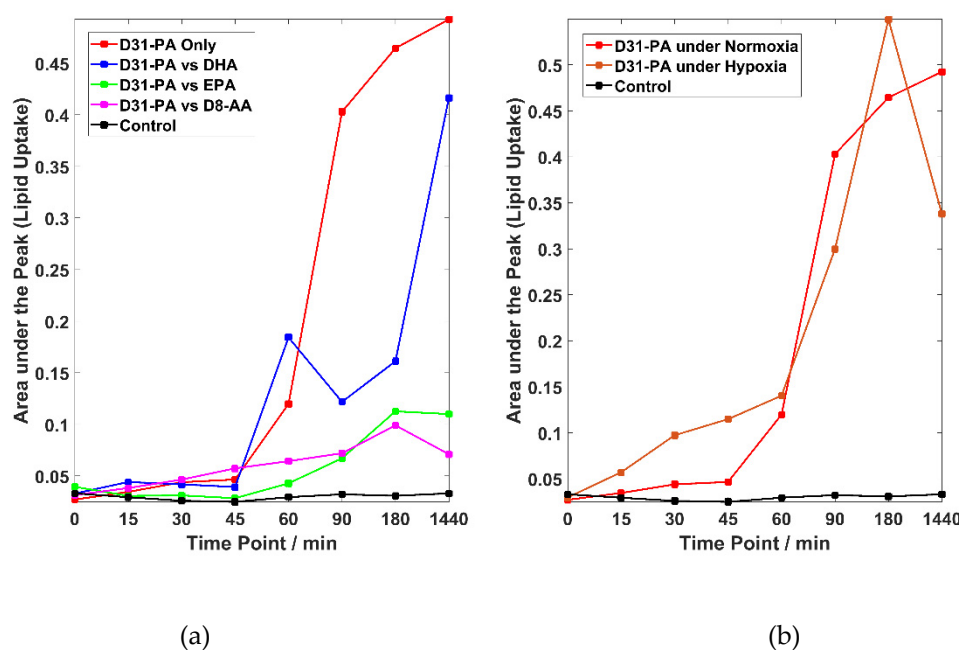 D31-PA Only
D31-PA vs DHA
D31-PA vs EPA
D31-PA vs D8-AA
Control
0.45
0.4
0.35
0.3
0.25
0.2
0.15
0.1
0.05
Area under the Peak (Lipid Uptake)
0 15 30 45 60 90 180 1440
Time Point / min
(a)
D31-PA under Normoxia
D31-PA under Hypoxia
Control
0.5
0.45
0.4
0.35
0.3
0.25
0.2
0.15
0.1
0.05
Area under the Peak (Lipid Uptake)
0 15 30 45 60 90 180 1440
Time Point / min
(b)